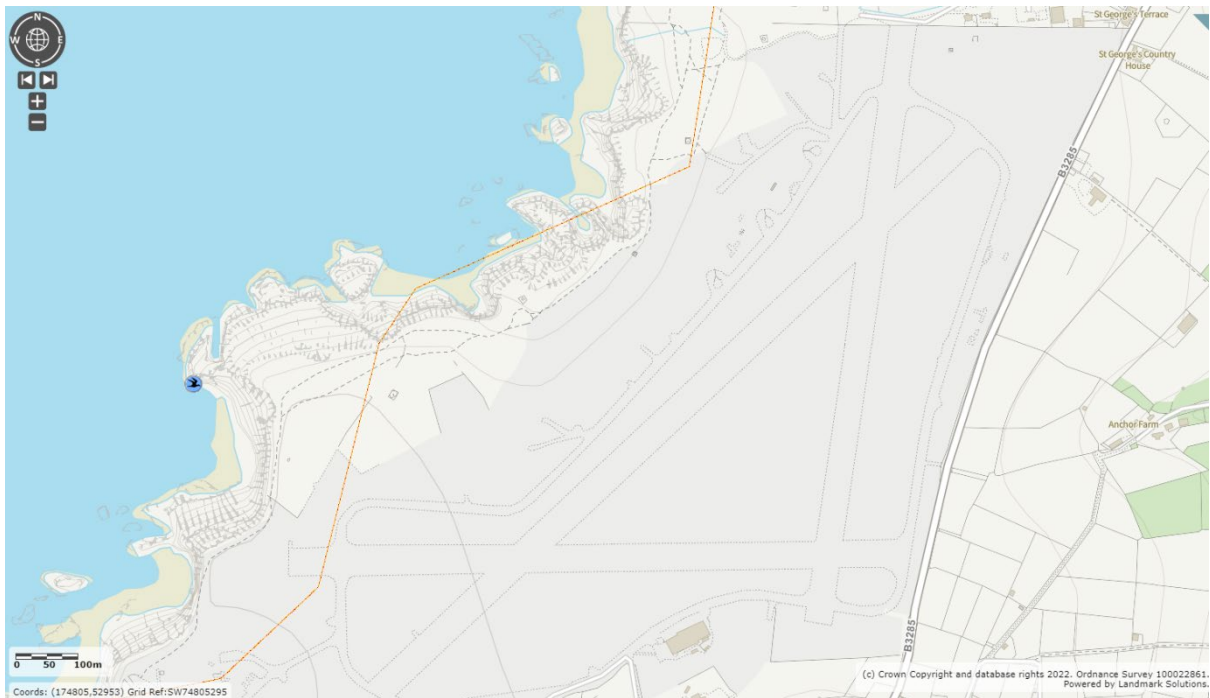 N
W
E
S
0 50 100m
Coords: (174805,52953) Grid Ref:SW74805295
St George's Terrace
St George's Country
House
B3285
Anchor Farm
B3285
(c) Crown Copyright and database rights 2022. Ordnance Survey 100022861.
Powered by Landmark Solutions.